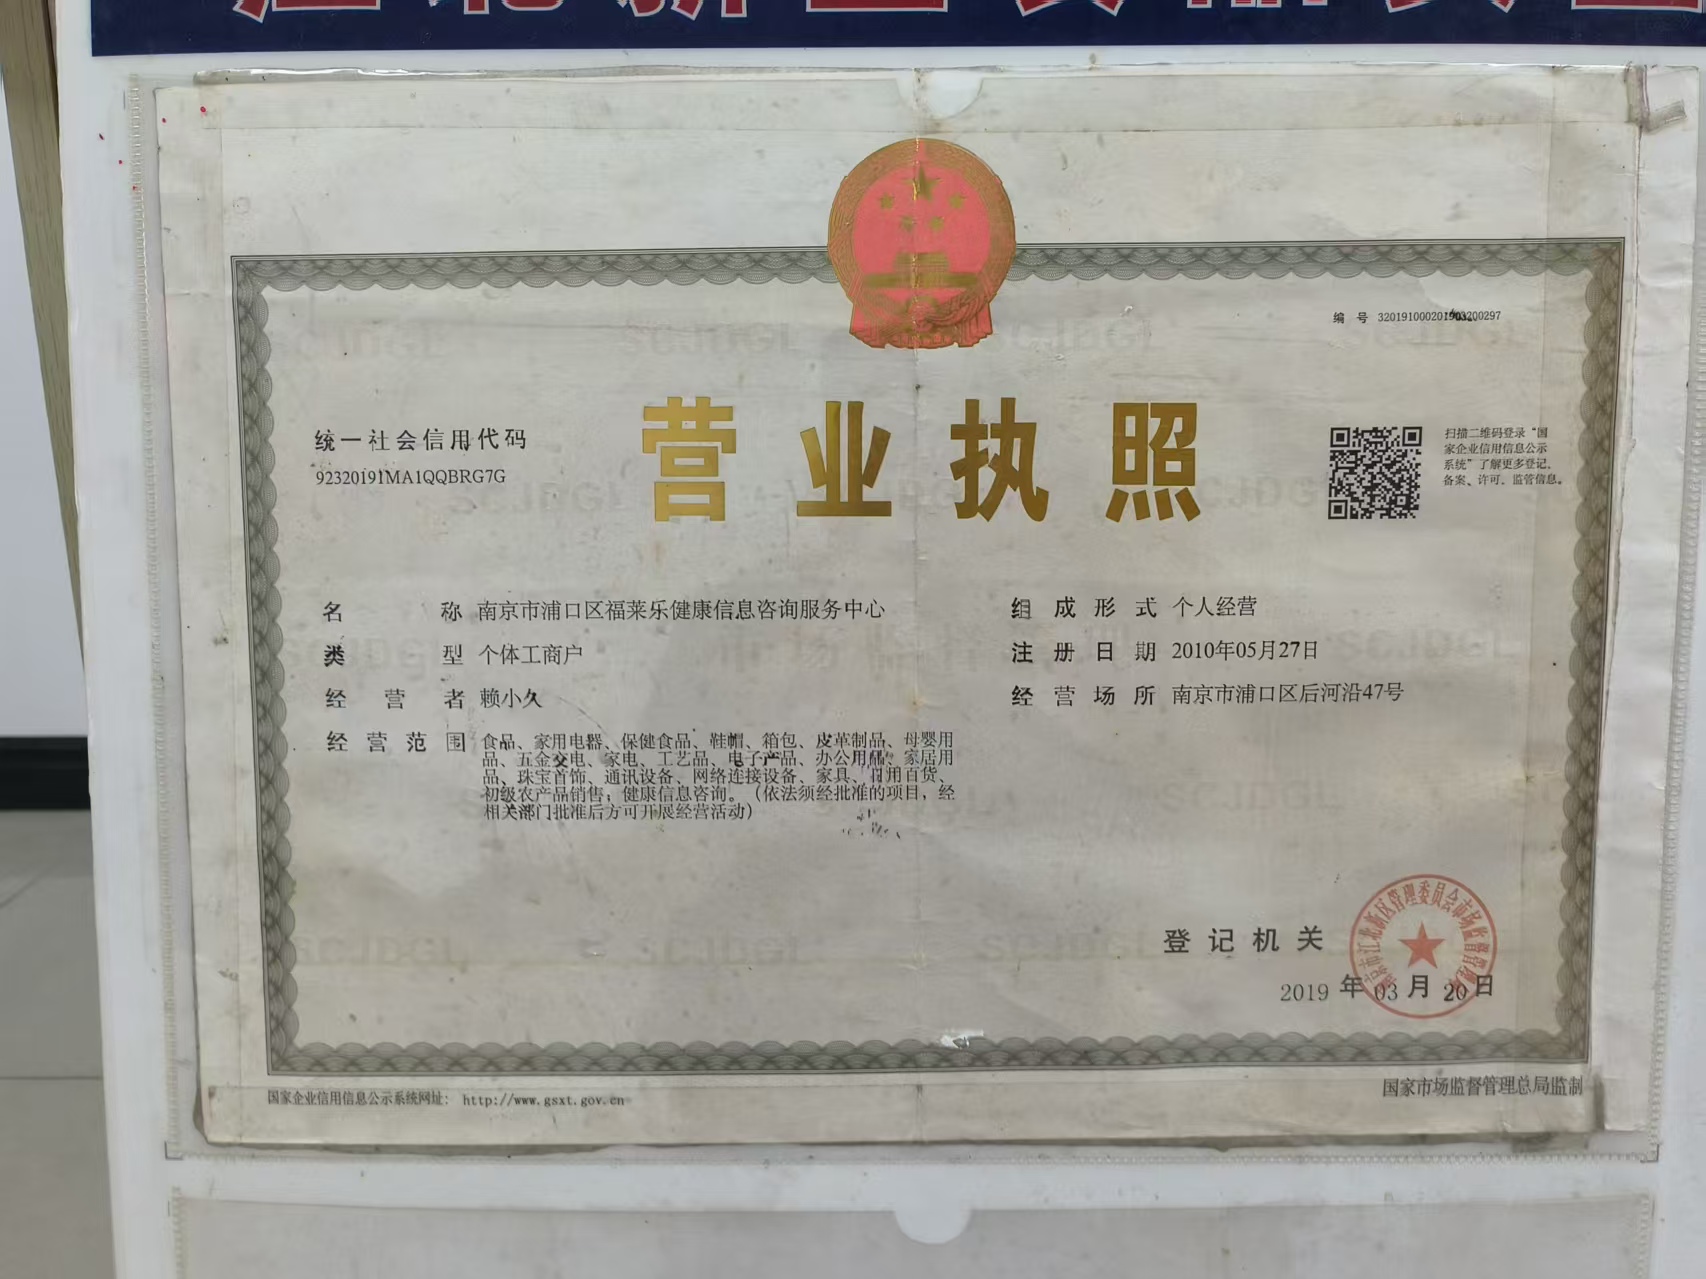 编 号 320191000201903200297
统一社会信用代码
92320191MA1QQBRG7G
营业执照
扫描二维码登录“国
家企业信用信息公示
系统”了解更多登记、
备案、许可、监管信息。
名 称 南京市浦口区福莱乐健康信息咨询服务中心
类 型 个体工商户
经 营 者 赖小久
经 营 范 围 食品、家用电器、保健食品、鞋帽、箱包、皮革制品、母婴用
品、五金交电、家电、工艺品、电子产品、办公用品、家居用
品、珠宝首饰、通讯设备、网络连接设备、家具、日用百货、
初级农产品销售；健康信息咨询。（依法须经批准的项目，经
相关部门批准后方可开展经营活动）
组 成 形 式 个人经营
注 册 日 期 2010年05月27日
经 营 场 所 南京市浦口区后河沿47号
登 记 机 关
2019 年 03 月 20 日
国家企业信用信息公示系统网址： http://www.gsxt.gov.cn
国家市场监督管理总局监制